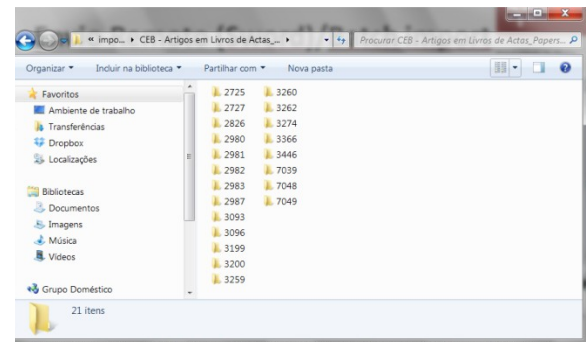 « impo... ▸ CEB - Artigos em Livros de Actas_... ▸
Procurar CEB - Artigos em Livros de Actas_Papers...
Organizar ▾ Incluir na biblioteca ▾ Partilhar com ▾ Nova pasta
Favoritos
Ambiente de trabalho
Transferências
Dropbox
Localizações
Bibliotecas
Documentos
Imagens
Música
Vídeos
Grupo Doméstico
2725
2727
2826
2980
2981
2982
2983
2987
3093
3096
3199
3200
3259
3260
3262
3274
3366
3446
7039
7048
7049
21 itens